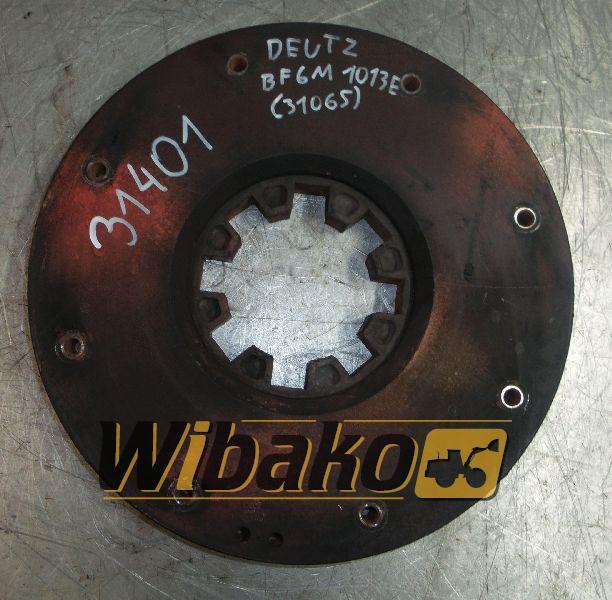 DEUTZ
BF6M 1013E
(31065)
31401
Wibako